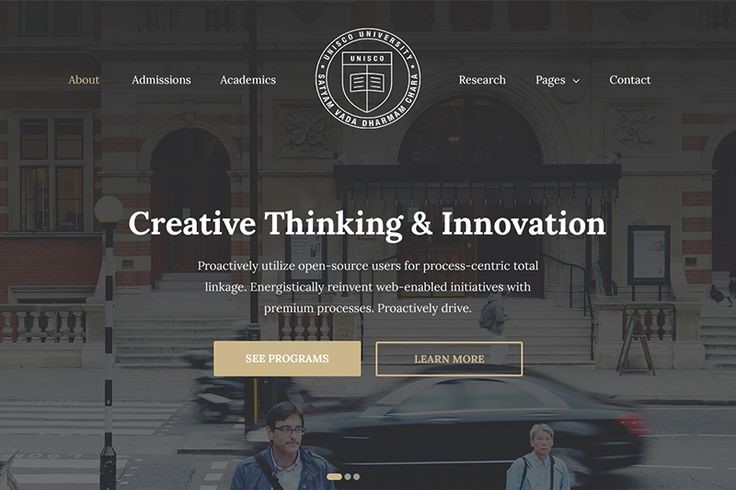 About
Admissions
Academics
UNISCO UNIVERSITY
UNISCO
SATYAM VADA DHARMAM CHARA
Research
Pages
Contact
Creative Thinking & Innovation
Proactively utilize open-source users for process-centric total
linkage. Energistically reinvent web-enabled initiatives with
premium processes. Proactively drive.
SEE PROGRAMS
LEARN MORE